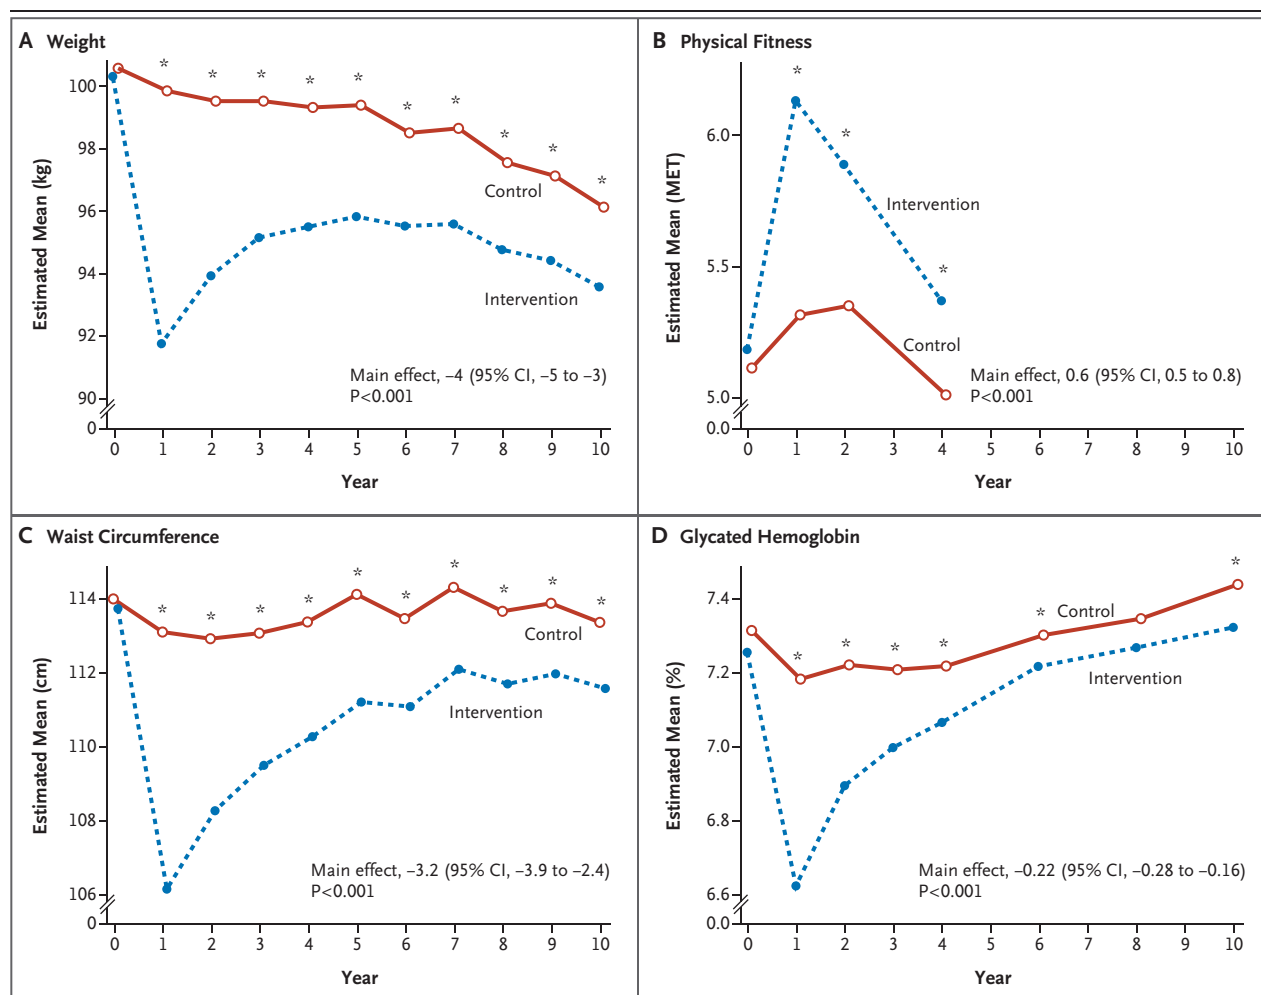 A Weight
100
98
96
94
92
90
0
Estimated Mean (kg)
* * * * * * * * * *
Control
Intervention
Main effect, –4 (95% CI, –5 to –3)
P<0.001
0 1 2 3 4 5 6 7 8 9 10
Year
B Physical Fitness
6.0
5.5
5.0
0.0
Estimated Mean (MET)
* * *
Intervention
Control
Main effect, 0.6 (95% CI, 0.5 to 0.8)
P<0.001
0 1 2 3 4 5 6 7 8 9 10
Year
C Waist Circumference
114
112
110
108
106
0
Estimated Mean (cm)
* * * * * * * * * *
Control
Intervention
Main effect, –3.2 (95% CI, –3.9 to –2.4)
P<0.001
0 1 2 3 4 5 6 7 8 9 10
Year
D Glycated Hemoglobin
7.4
7.2
7.0
6.8
6.6
0.0
Estimated Mean (%)
* * * * * *
Control
Intervention
Main effect, –0.22 (95% CI, –0.28 to –0.16)
P<0.001
0 1 2 3 4 5 6 7 8 9 10
Year